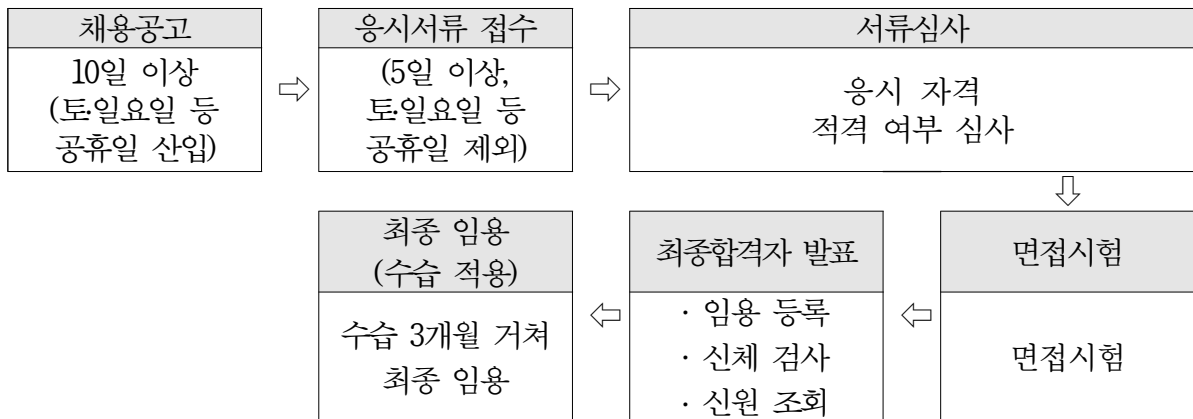 채용공고
10일 이상
(토·일요일 등
공휴일 산입)
⇨
응시서류 접수
(5일 이상,
토·일요일 등
공휴일 제외)
⇨
서류심사
응시 자격
적격 여부 심사
⇩
면접시험
면접시험
⇦
최종합격자 발표
· 임용 등록
· 신체 검사
· 신원 조회
⇦
최종 임용
(수습 적용)
수습 3개월 거쳐
최종 임용